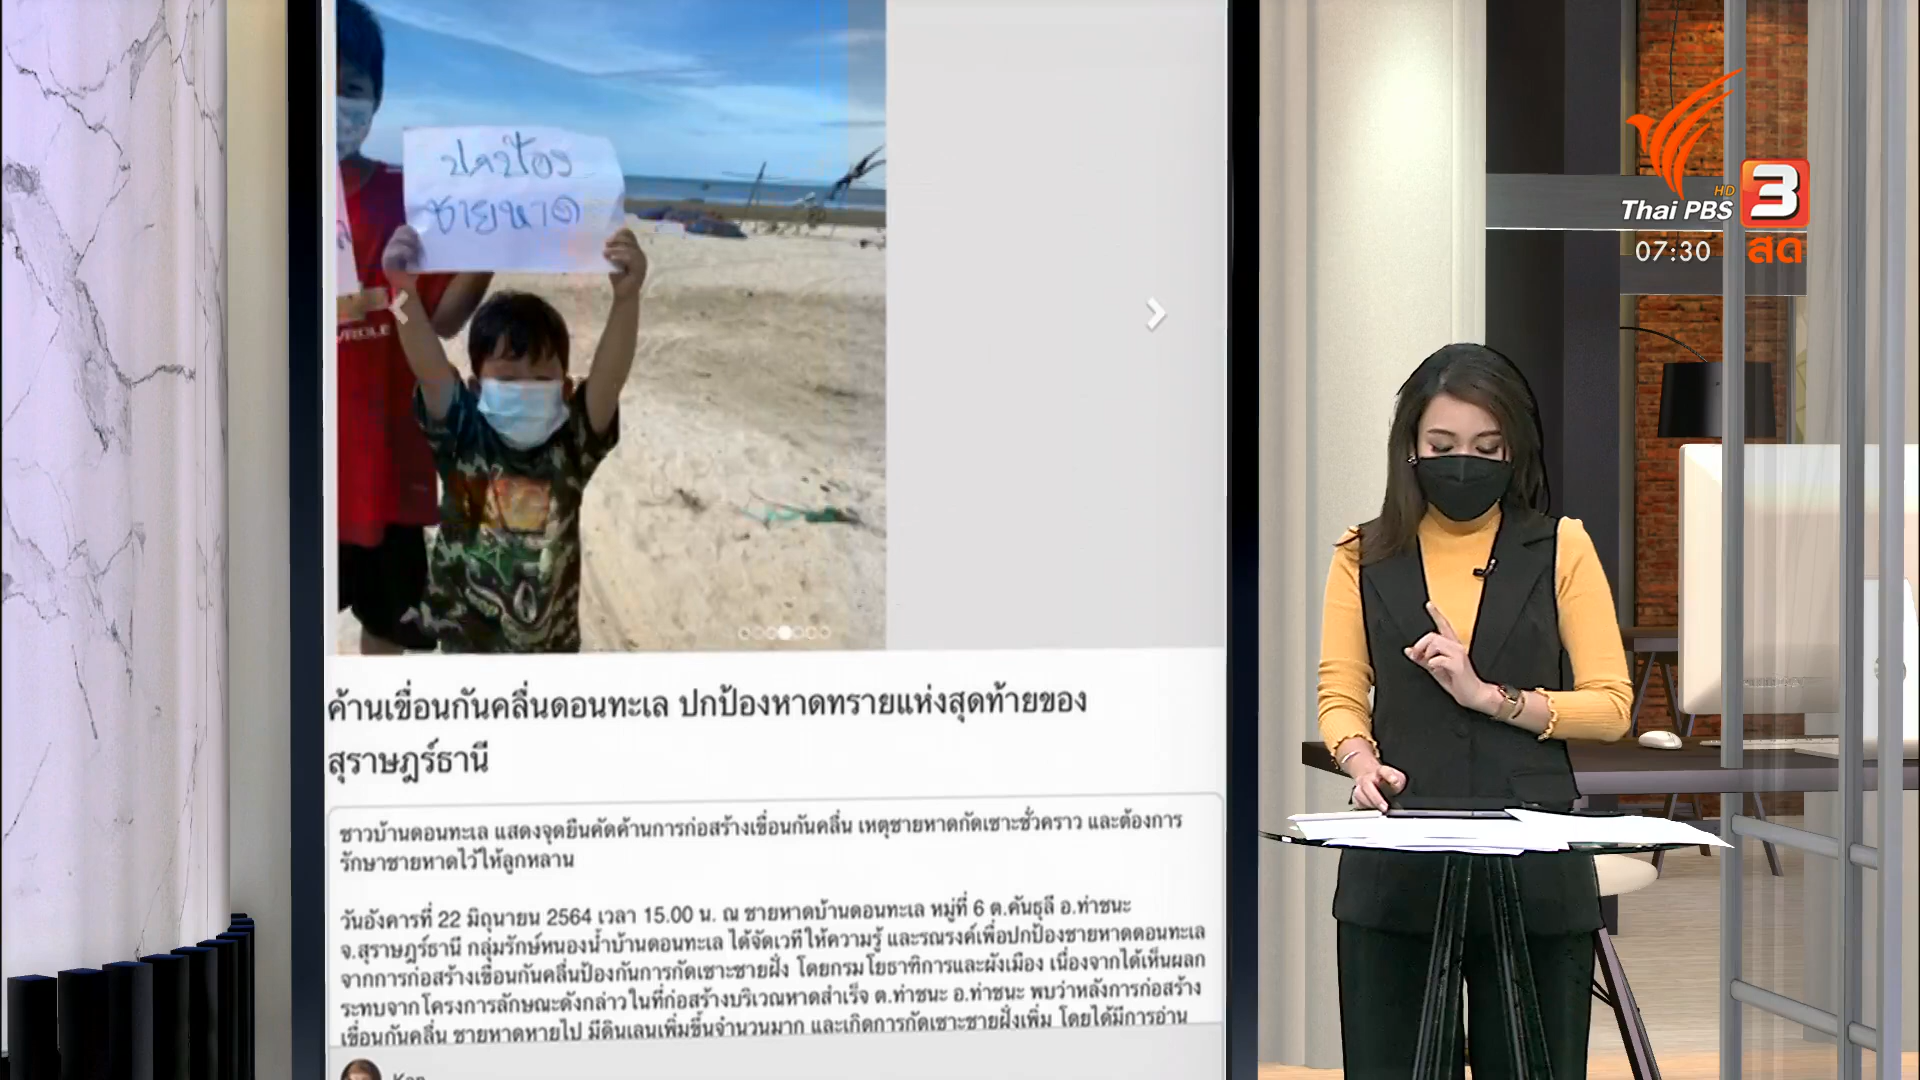 ปกป้อง
ชายหาด
ค้านเขื่อนกันคลื่นดอนทะเล ปกป้องหาดทรายแห่งสุดท้ายของ
สุราษฎร์ธานี
ชาวบ้านดอนทะเล แสดงจุดยืนคัดค้านการก่อสร้างเขื่อนกันคลื่น เหตุชายหาดกัดเซาะชั่วคราว และต้องการ
รักษาชายหาดไว้ให้ลูกหลาน
วันอังคารที่ 22 มิถุนายน 2564 เวลา 15.00 น. ณ ชายหาดบ้านดอนทะเล หมู่ที่ 6 ต.คันธุลี อ.ท่าชนะ
จ.สุราษฎร์ธานี กลุ่มรักษ์หนองน้ำบ้านดอนทะเล ได้จัดเวทีให้ความรู้ และรณรงค์เพื่อปกป้องชายหาดดอนทะเล
จากการก่อสร้างเขื่อนกันคลื่นป้องกันการกัดเซาะชายฝั่ง โดยกรมโยธาฑิการและผังเมือง เนื่องจากได้เห็นผลก
ระทบจากโครงการลักษณะดังกล่าวในที่ก่อสร้างบริเวณหาดสำเร็จ ต.ท่าชนะ อ.ท่าชนะ พบว่าหลังการก่อสร้าง
เขื่อนกันคลื่น ชายหาดหายไป มีดินเลนเพิ่มขึ้นจำนวนมาก และเกิดการกัดเซาะชายฝั่งเพิ่ม โดยได้มีการอ่าน
Thai PBS HD 3
07:30 สด